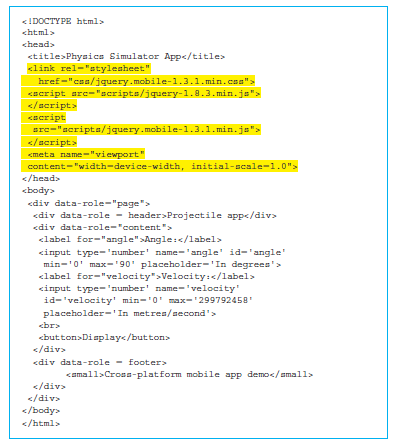 <!DOCTYPE html>
<html>
<head>
<title>Physics Simulator App</title>
<link rel="stylesheet"
href="css/jquery.mobile-1.3.1.min.css">
<script src="scripts/jquery-1.8.3.min.js">
</script>
<script
src="scripts/jquery.mobile-1.3.1.min.js">
</script>
<meta name="viewport"
content="width=device-width, initial-scale=1.0">
</head>
<body>
<div data-role="page">
<div data-role = header>Projectile app</div>
<div data-role="content">
<label for="angle">Angle:</label>
<input type='number' name='angle' id='angle'
min='0' max='90' placeholder='In degrees'>
<label for="velocity">Velocity:</label>
<input type='number' name='velocity'
id='velocity' min='0' max='299792458'
placeholder='In metres/second'>
<br>
<button>Display</button>
</div>
<div data-role = footer>
<small>Cross-platform mobile app demo</small>
</div>
</div>
</body>
</html>